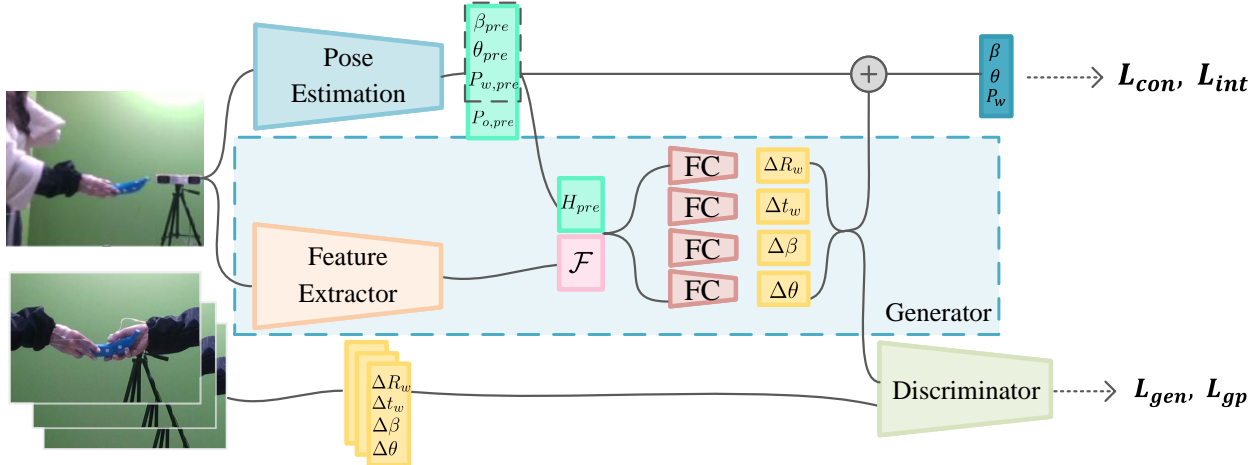 Pose
Estimation
β_pre
θ_pre
P_w,pre
P_o,pre
β
θ
P_w
L_con, L_int
H_pre
F
FC
FC
FC
FC
ΔR_w
Δt_w
Δβ
Δθ
Feature
Extractor
Generator
ΔR_w
Δt_w
Δβ
Δθ
Discriminator
L_gen, L_gp